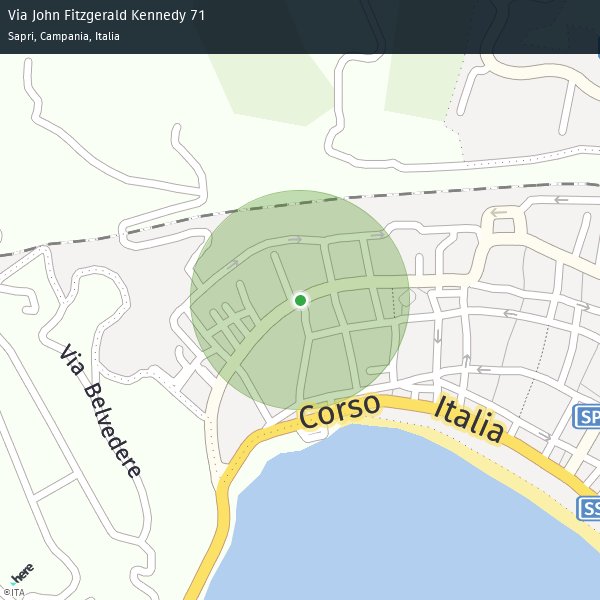 Via John Fitzgerald Kennedy 71
Sapri, Campania, Italia
Via Belvedere
Corso Italia
SP
SS
here
©ITA